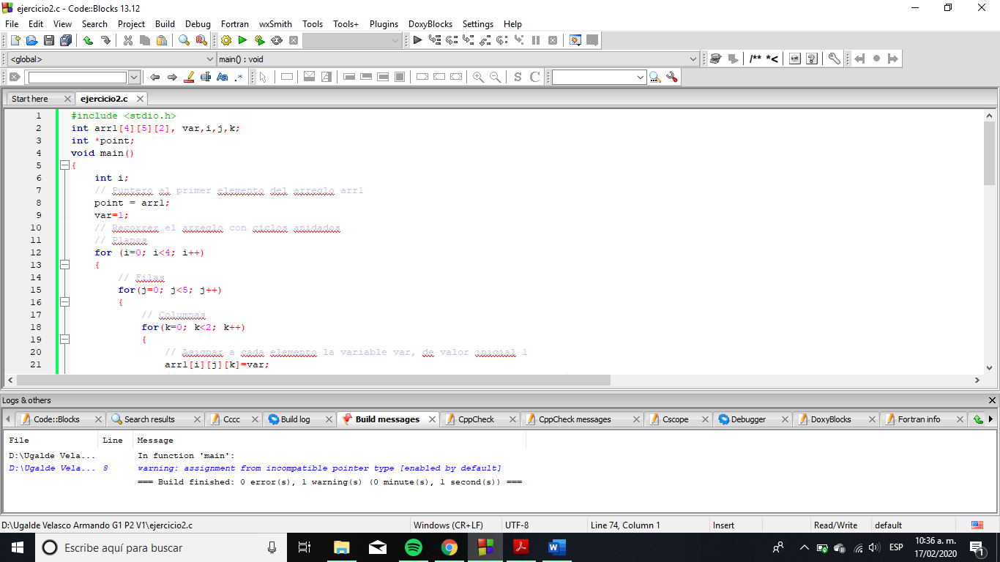 ejercicio2.c - Code::Blocks 13.12
File Edit View Search Project Build Debug Fortran wxSmith Tools Tools+ Plugins DoxyBlocks Settings Help
<global> main() : void /** *<
Aa .* S C
Start here ejercicio2.c
1 #include <stdio.h>
2 int arr1[4][5][2], var,i,j,k;
3 int *point;
4 void main()
5 {
6 int i;
7 // Puntero al primer elemento del arreglo arr1
8 point = arr1;
9 var=1;
10 // Recorrer el arreglo con ciclos anidados
11 // Planos
12 for (i=0; i<4; i++)
13 {
14 // Filas
15 for(j=0; j<5; j++)
16 {
17 // Columnas
18 for(k=0; k<2; k++)
19 {
20 // Asignar a cada elemento la variable var, de valor inicial 1
21 arr1[i][j][k]=var;
Logs & others
Code::Blocks Search results Cccc Build log Build messages CppCheck CppCheck messages Cscope Debugger DoxyBlocks Fortran info
File Line Message
D:\Ugalde Vela... In function 'main':
D:\Ugalde Vela... 8 warning: assignment from incompatible pointer type [enabled by default]
=== Build finished: 0 error(s), 1 warning(s) (0 minute(s), 1 second(s)) ===
D:\Ugalde Velasco Armando G1 P2 V1\ejercicio2.c Windows (CR+LF) UTF-8 Line 74, Column 1 Insert Read/Write default
Escribe aquí para buscar
ESP
10:36 a. m.
17/02/2020
1